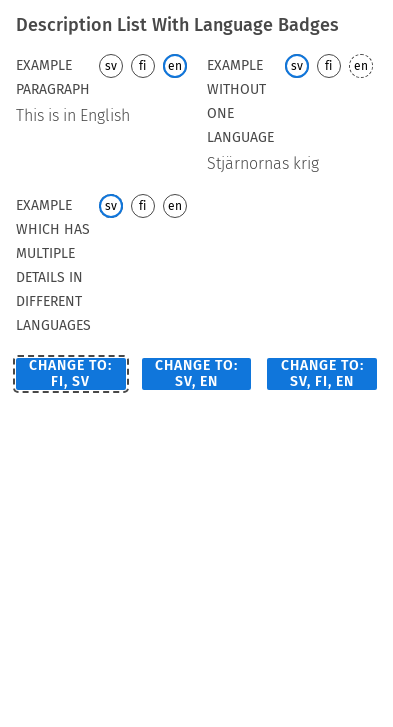 Description List With Language Badges
EXAMPLE PARAGRAPH
sv fi en
This is in English
EXAMPLE WITHOUT ONE LANGUAGE
sv fi en
Stjärnornas krig
EXAMPLE WHICH HAS MULTIPLE DETAILS IN DIFFERENT LANGUAGES
sv fi en
CHANGE TO: FI, SV
CHANGE TO: SV, EN
CHANGE TO: SV, FI, EN